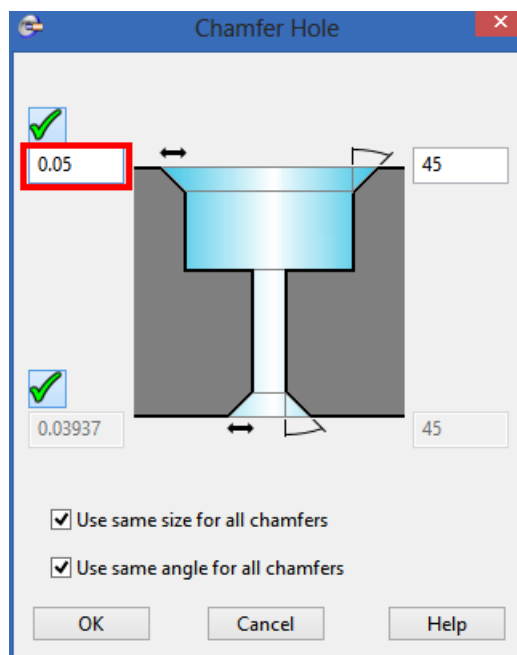 Chamfer Hole
0.05
45
0.03937
45
Use same size for all chamfers
Use same angle for all chamfers
OK
Cancel
Help